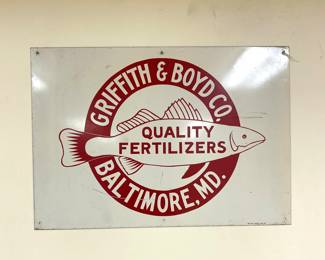 GRIFFITH & BOYD CO.
QUALITY
FERTILIZERS
BALTIMORE, MD.